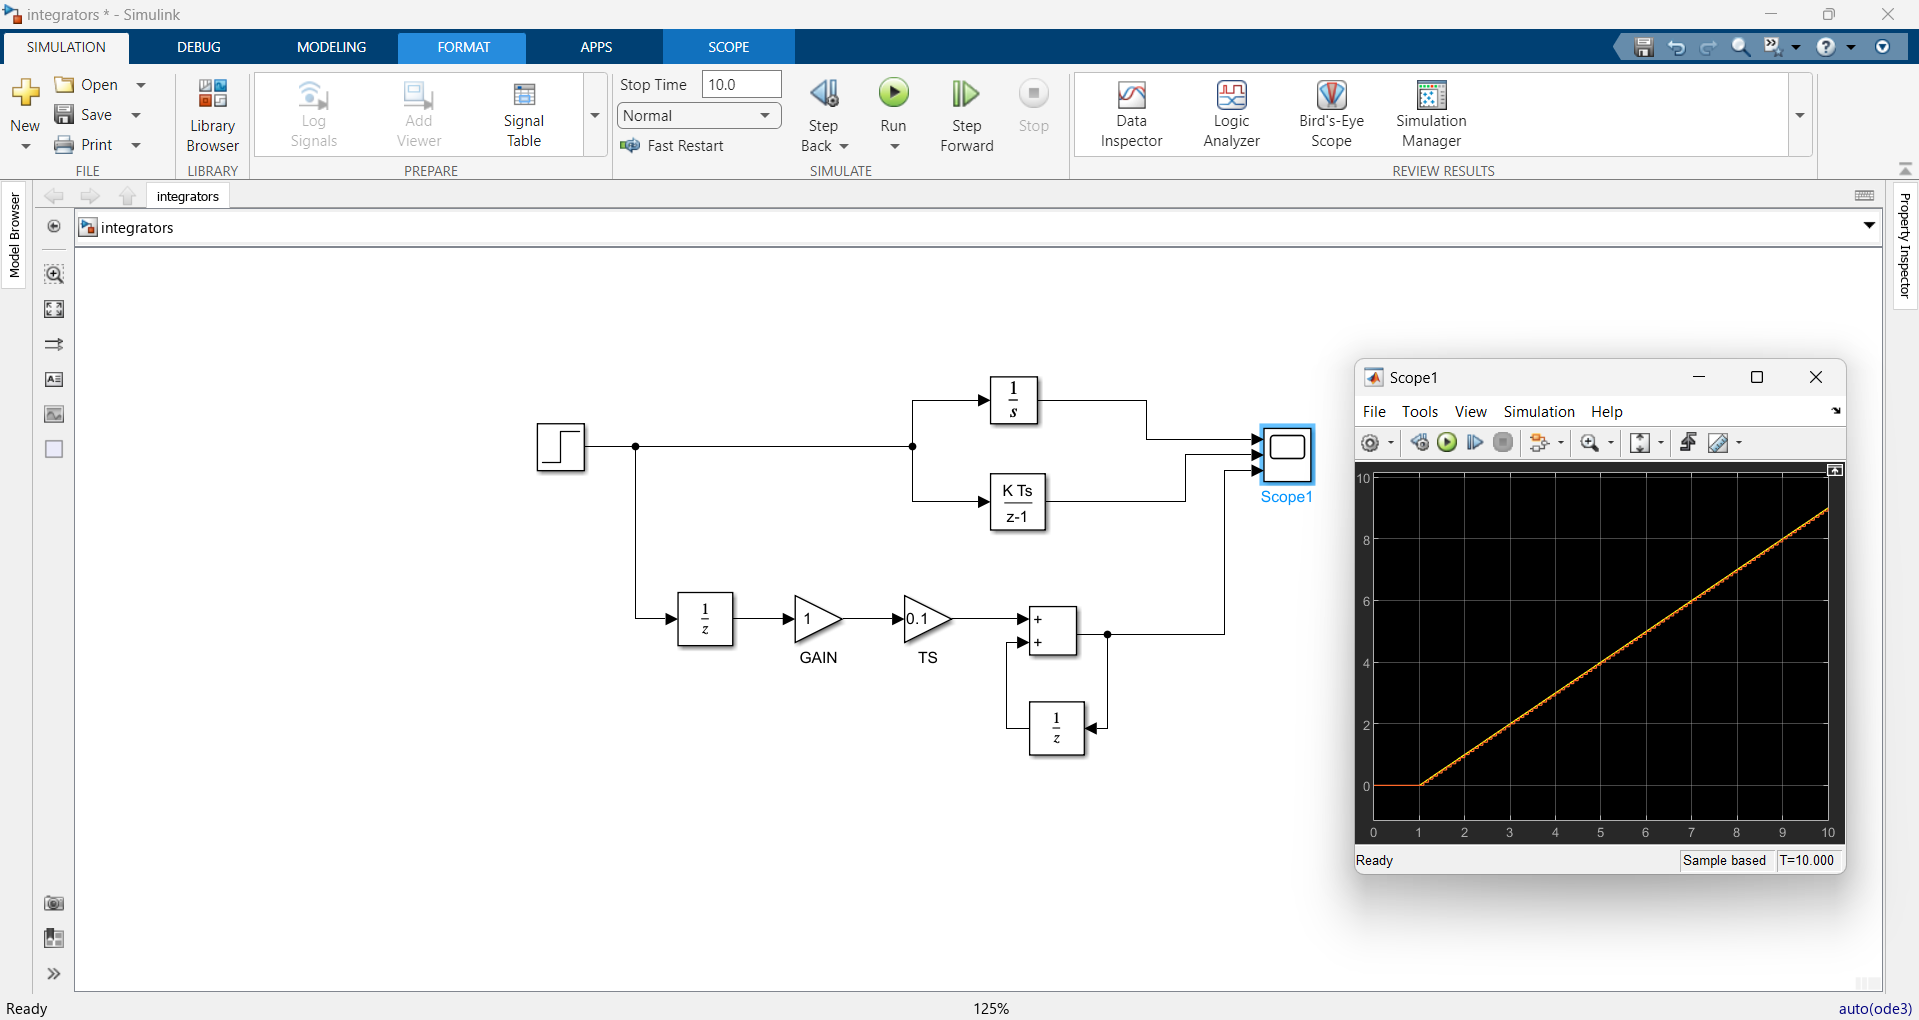 integrators * - Simulink
SIMULATION DEBUG MODELING FORMAT APPS SCOPE
New
Open
Save
Print
FILE
Library
Browser
LIBRARY
Log
Signals
Add
Viewer
Signal
Table
PREPARE
Stop Time 10.0
Normal
Fast Restart
Step
Back
Run
Step
Forward
Stop
SIMULATE
Data
Inspector
Logic
Analyzer
Bird's-Eye
Scope
Simulation
Manager
REVIEW RESULTS
Model Browser
integrators
integrators
Property Inspector
1
s
K Ts
z-1
Scope1
1
z
1
GAIN
0.1
TS
+
+
1
z
Scope1
File Tools View Simulation Help
10
8
6
4
2
0
0 1 2 3 4 5 6 7 8 9 10
Ready Sample based T=10.000
Ready 125% auto(ode3)